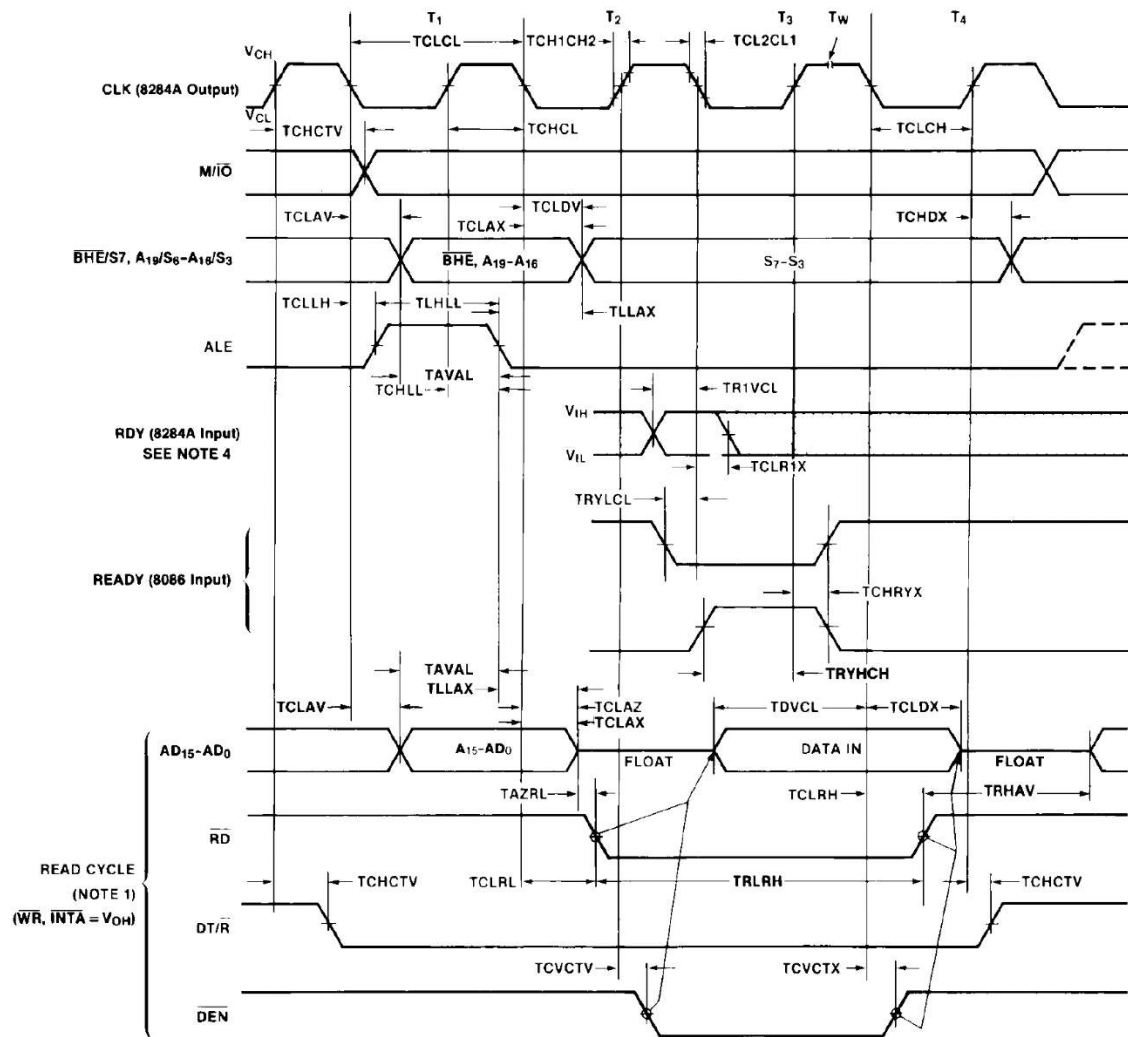 T1 T2 T3 TW T4
TCLCL TCH1CH2 TCL2CL1
VCH
CLK (8284A Output)
VCL
TCHCTV TCHCL TCLCH
M/IO
TCLDV
TCLAV TCLAX TCHDX
BHE/S7, A19/S6–A16/S3 BHE, A19–A16 S7–S3
TCLLH TLHLL TLLAX
ALE
TAVAL
TCHLL TR1VCL
VIH
RDY (8284A Input)
SEE NOTE 4
VIL
TCLR1X
TRYLCL
READY (8086 Input)
TCHRYX
TAVAL TRYHCH
TLLAX
TCLAV TCLAZ TDVCL TCLDX
TCLAX
AD15–AD0 A15–AD0 FLOAT DATA IN FLOAT
TAZRL TCLRH TRHAV
RD
READ CYCLE
(NOTE 1)
(WR, INTA = VOH)
TCHCTV TCLRL TRLRH TCHCTV
DT/R
TCVCTV TCVCTX
DEN